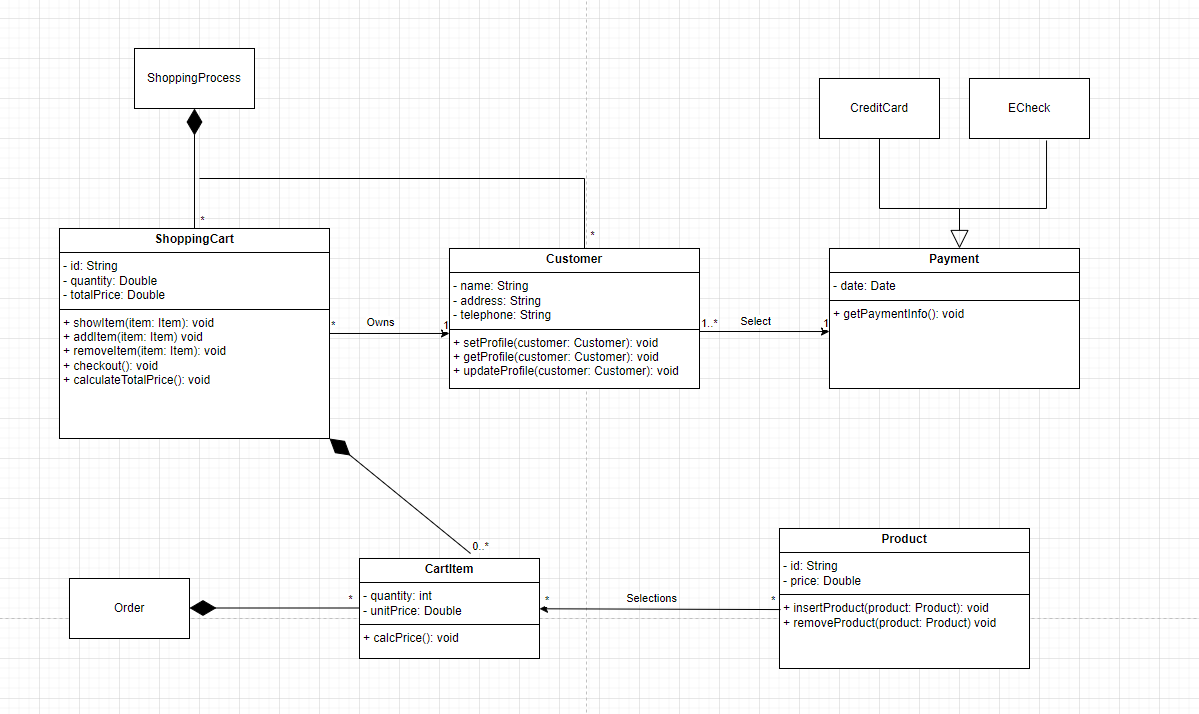 ShoppingProcess
CreditCard
ECheck
*
*
ShoppingCart
- id: String
- quantity: Double
- totalPrice: Double
+ showItem(item: Item): void
+ addItem(item: Item) void
+ removeItem(item: Item): void
+ checkout(): void
+ calculateTotalPrice(): void
* Owns 1
Customer
- name: String
- address: String
- telephone: String
+ setProfile(customer: Customer): void
+ getProfile(customer: Customer): void
+ updateProfile(customer: Customer): void
1..* Select 1
Payment
- date: Date
+ getPaymentInfo(): void
0..*
Order
*
CartItem
- quantity: int
- unitPrice: Double
+ calcPrice(): void
* Selections *
Product
- id: String
- price: Double
+ insertProduct(product: Product): void
+ removeProduct(product: Product) void